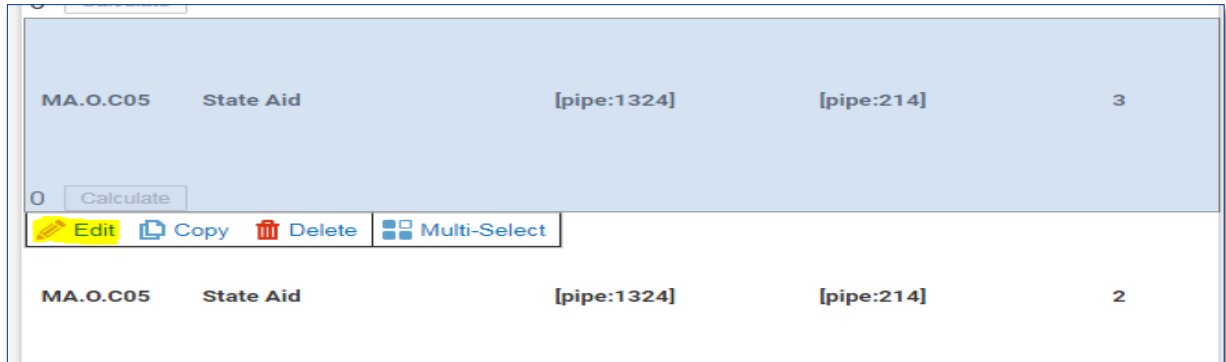 MA.O.C05 State Aid [pipe:1324] [pipe:214] 3
0 Calculate
Edit Copy Delete Multi-Select
MA.O.C05 State Aid [pipe:1324] [pipe:214] 2